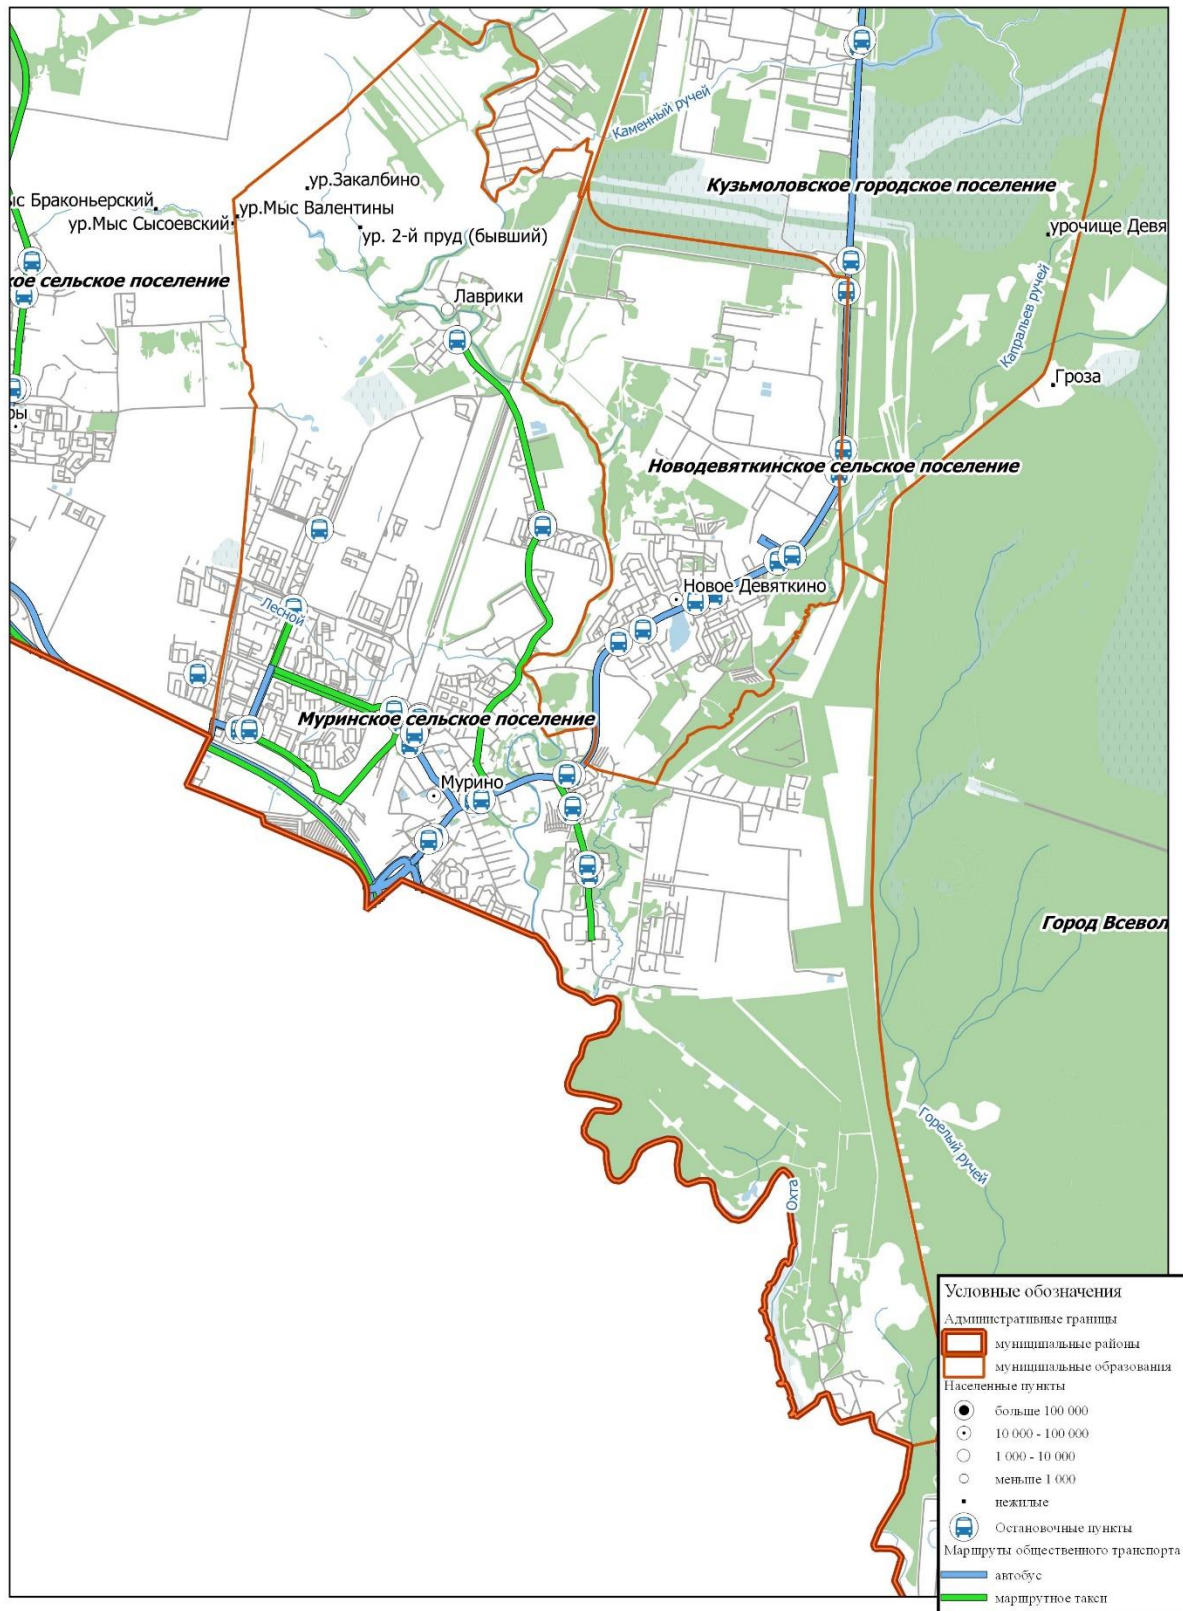 Каменный ручей
Кузьмоловское городское поселение
ур.Закалбино
ыс Браконьерский
ур.Мыс Валентины
ур.Мыс Сысоевский
ур. 2-й пруд (бывший)
урочище Девя
кое сельское поселение
Лаврики
Капральев ручей
Гроза
ры
Новодевяткинское сельское поселение
Новое Девяткино
Лесной
Муринское сельское поселение
Мурино
Город Всевол
Горелый ручей
Охта
Условные обозначения
Административные границы
муниципальные районы
муниципальные образования
Населенные пункты
больше 100 000
10 000 - 100 000
1 000 - 10 000
меньше 1 000
нежилые
Остановочные пункты
Маршруты общественного транспорта
автобус
маршрутное такси